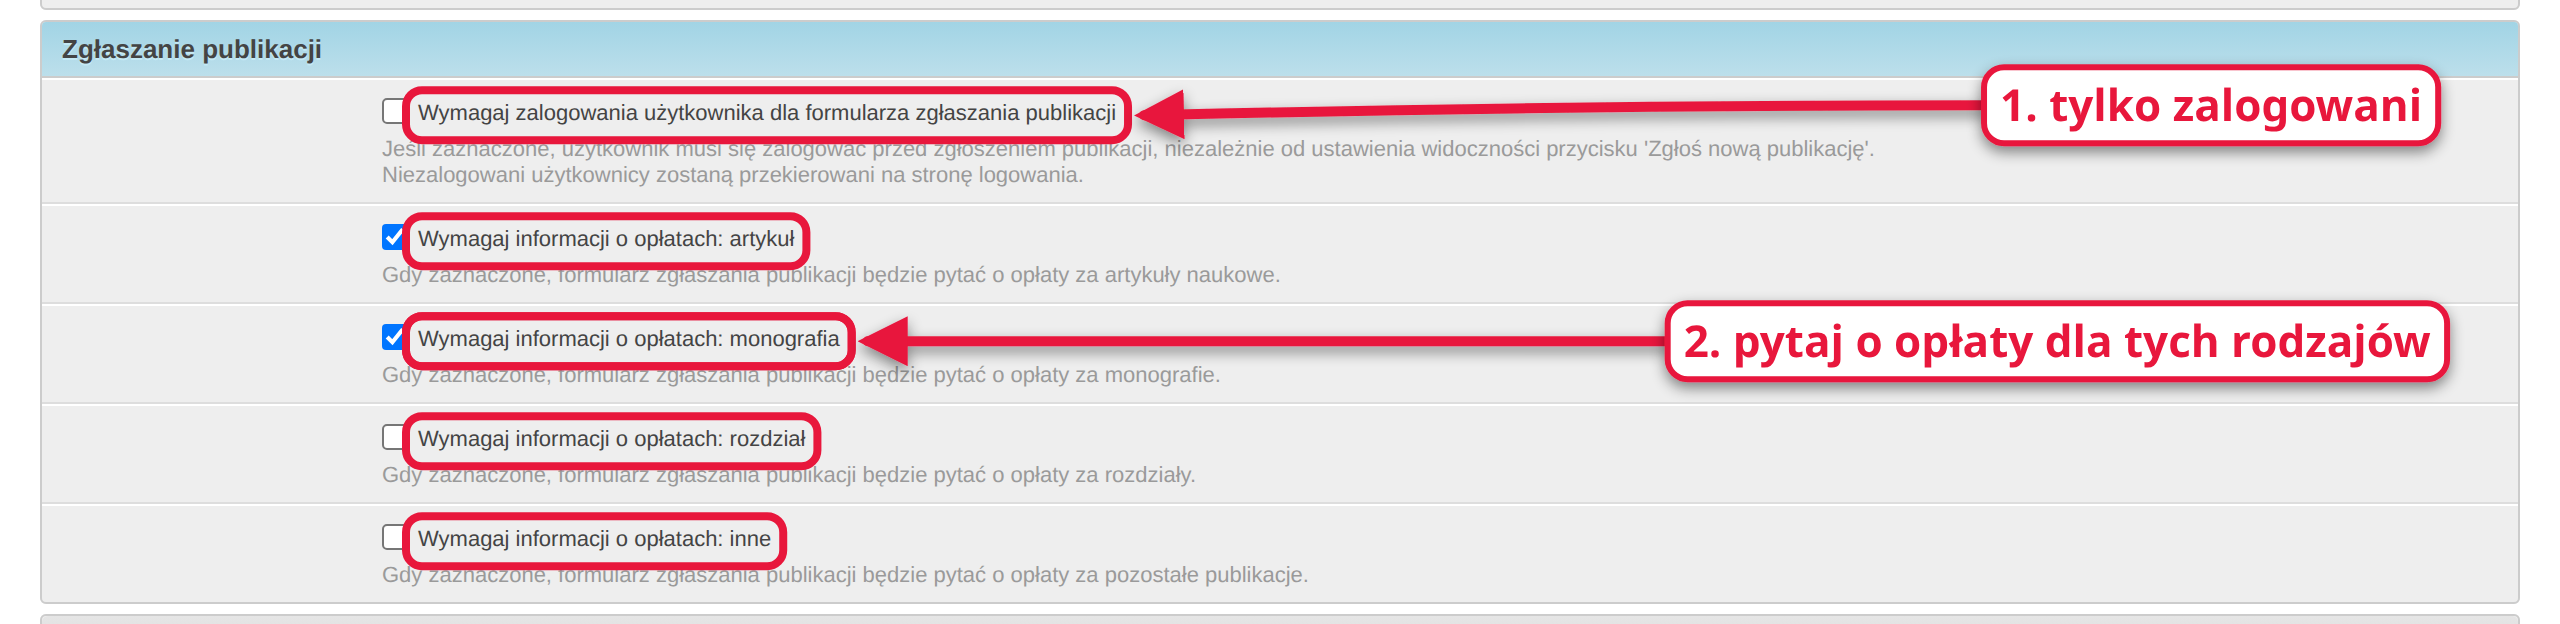 Zgłaszanie publikacji
Wymagaj zalogowania użytkownika dla formularza zgłaszania publikacji
1. tylko zalogowani
Jeśli zaznaczone, użytkownik musi się zalogować przed zgłoszeniem publikacji, niezależnie od ustawienia widoczności przycisku 'Zgłoś nową publikację'.
Niezalogowani użytkownicy zostaną przekierowani na stronę logowania.
Wymagaj informacji o opłatach: artykuł
Gdy zaznaczone, formularz zgłaszania publikacji będzie pytać o opłaty za artykuły naukowe.
Wymagaj informacji o opłatach: monografia
2. pytaj o opłaty dla tych rodzajów
Gdy zaznaczone, formularz zgłaszania publikacji będzie pytać o opłaty za monografie.
Wymagaj informacji o opłatach: rozdział
Gdy zaznaczone, formularz zgłaszania publikacji będzie pytać o opłaty za rozdziały.
Wymagaj informacji o opłatach: inne
Gdy zaznaczone, formularz zgłaszania publikacji będzie pytać o opłaty za pozostałe publikacje.